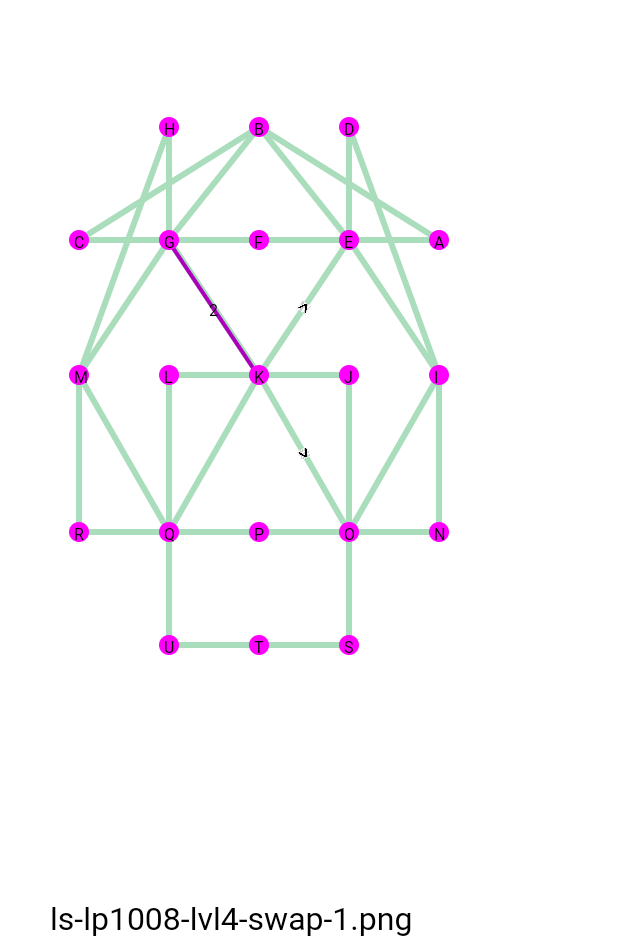 H B D
C G F E A
2
M L K J I
R Q P O N
U T S
ls-lp1008-lvl4-swap-1.png